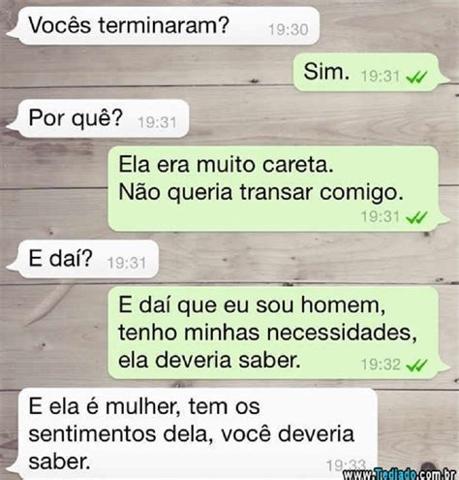 Vocês terminaram? 19:30
Sim. 19:31
Por quê? 19:31
Ela era muito careta.
Não queria transar comigo.
19:31
E daí? 19:31
E daí que eu sou homem,
tenho minhas necessidades,
ela deveria saber. 19:32
E ela é mulher, tem os
sentimentos dela, você deveria
saber. 19:33
www.Tediado.com.br